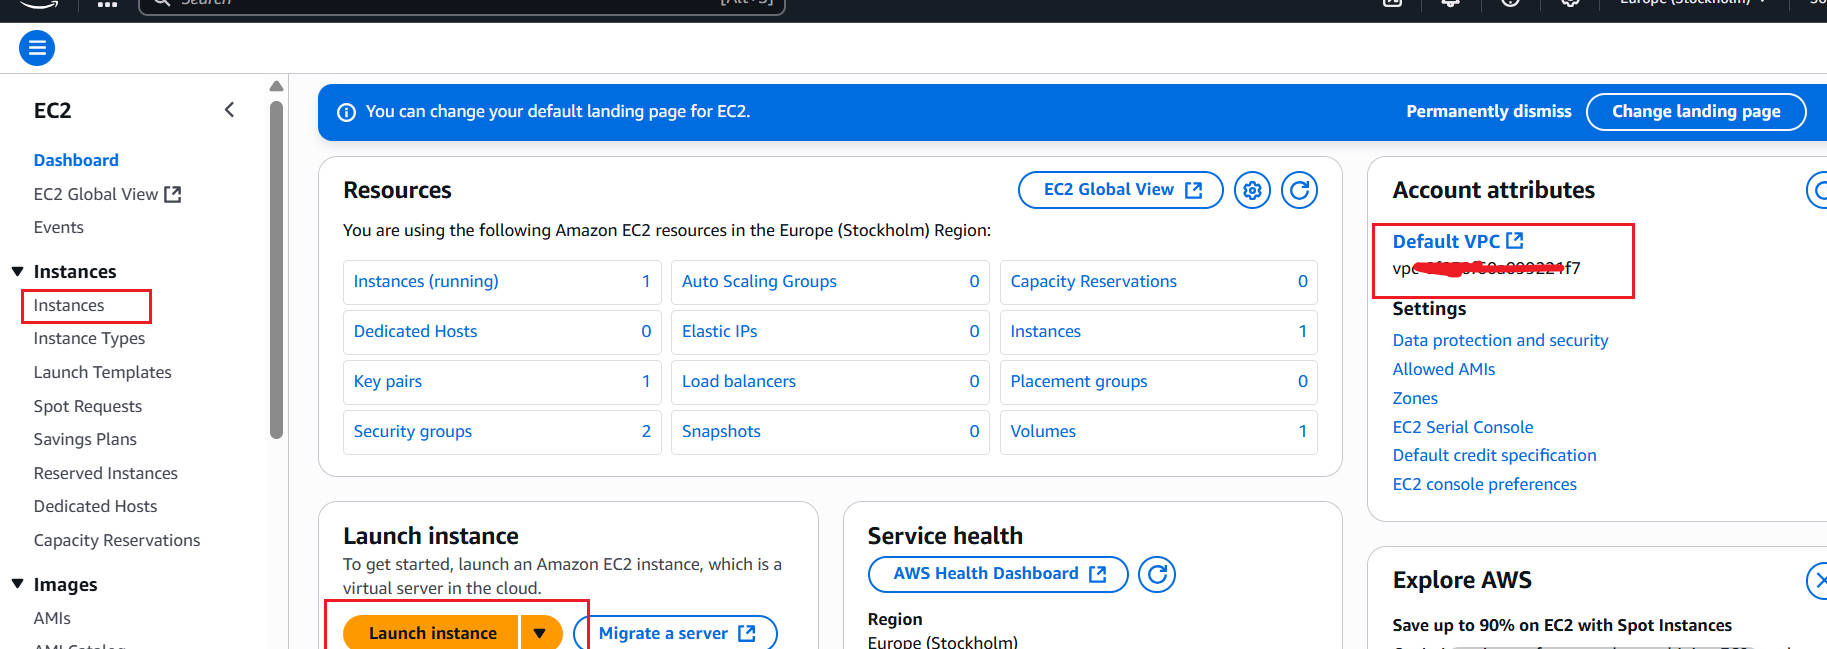 Search
[Alt+S]
Europe (Stockholm)
EC2
Dashboard
EC2 Global View
Events
Instances
Instances
Instance Types
Launch Templates
Spot Requests
Savings Plans
Reserved Instances
Dedicated Hosts
Capacity Reservations
Images
AMIs
AMI Catalog
You can change your default landing page for EC2.
Permanently dismiss
Change landing page
Resources
EC2 Global View
You are using the following Amazon EC2 resources in the Europe (Stockholm) Region:
Instances (running) 1
Auto Scaling Groups 0
Capacity Reservations 0
Dedicated Hosts 0
Elastic IPs 0
Instances 1
Key pairs 1
Load balancers 0
Placement groups 0
Security groups 2
Snapshots 0
Volumes 1
Launch instance
To get started, launch an Amazon EC2 instance, which is a
virtual server in the cloud.
Launch instance
Migrate a server
Service health
AWS Health Dashboard
Region
Europe (Stockholm)
Account attributes
Default VPC
Settings
Data protection and security
Allowed AMIs
Zones
EC2 Serial Console
Default credit specification
EC2 console preferences
Explore AWS
Save up to 90% on EC2 with Spot Instances